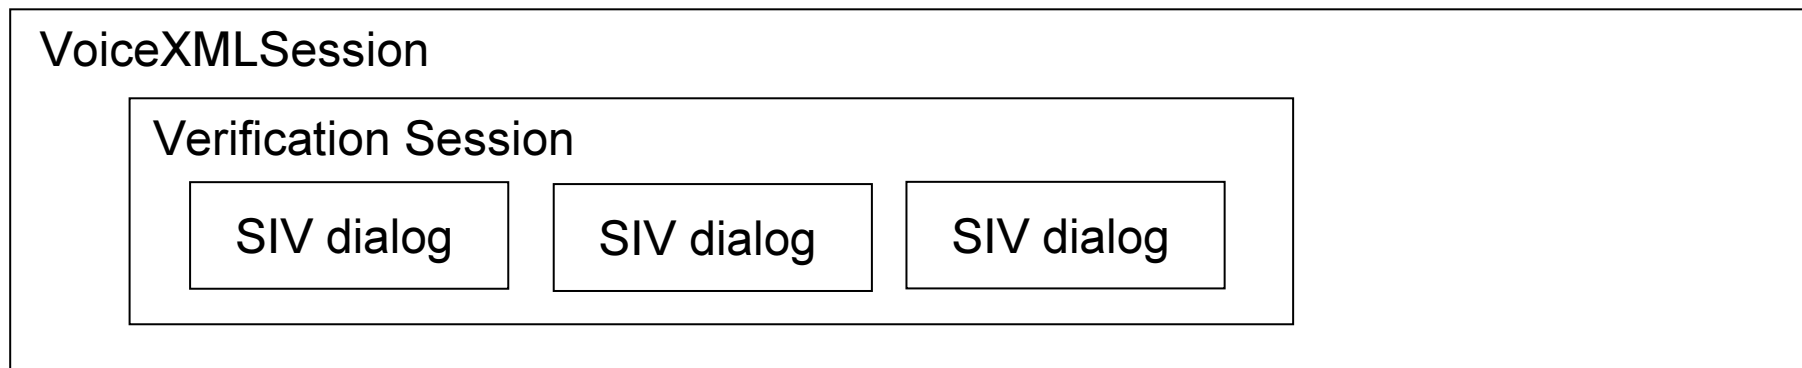 VoiceXMLSession
Verification Session
SIV dialog
SIV dialog
SIV dialog